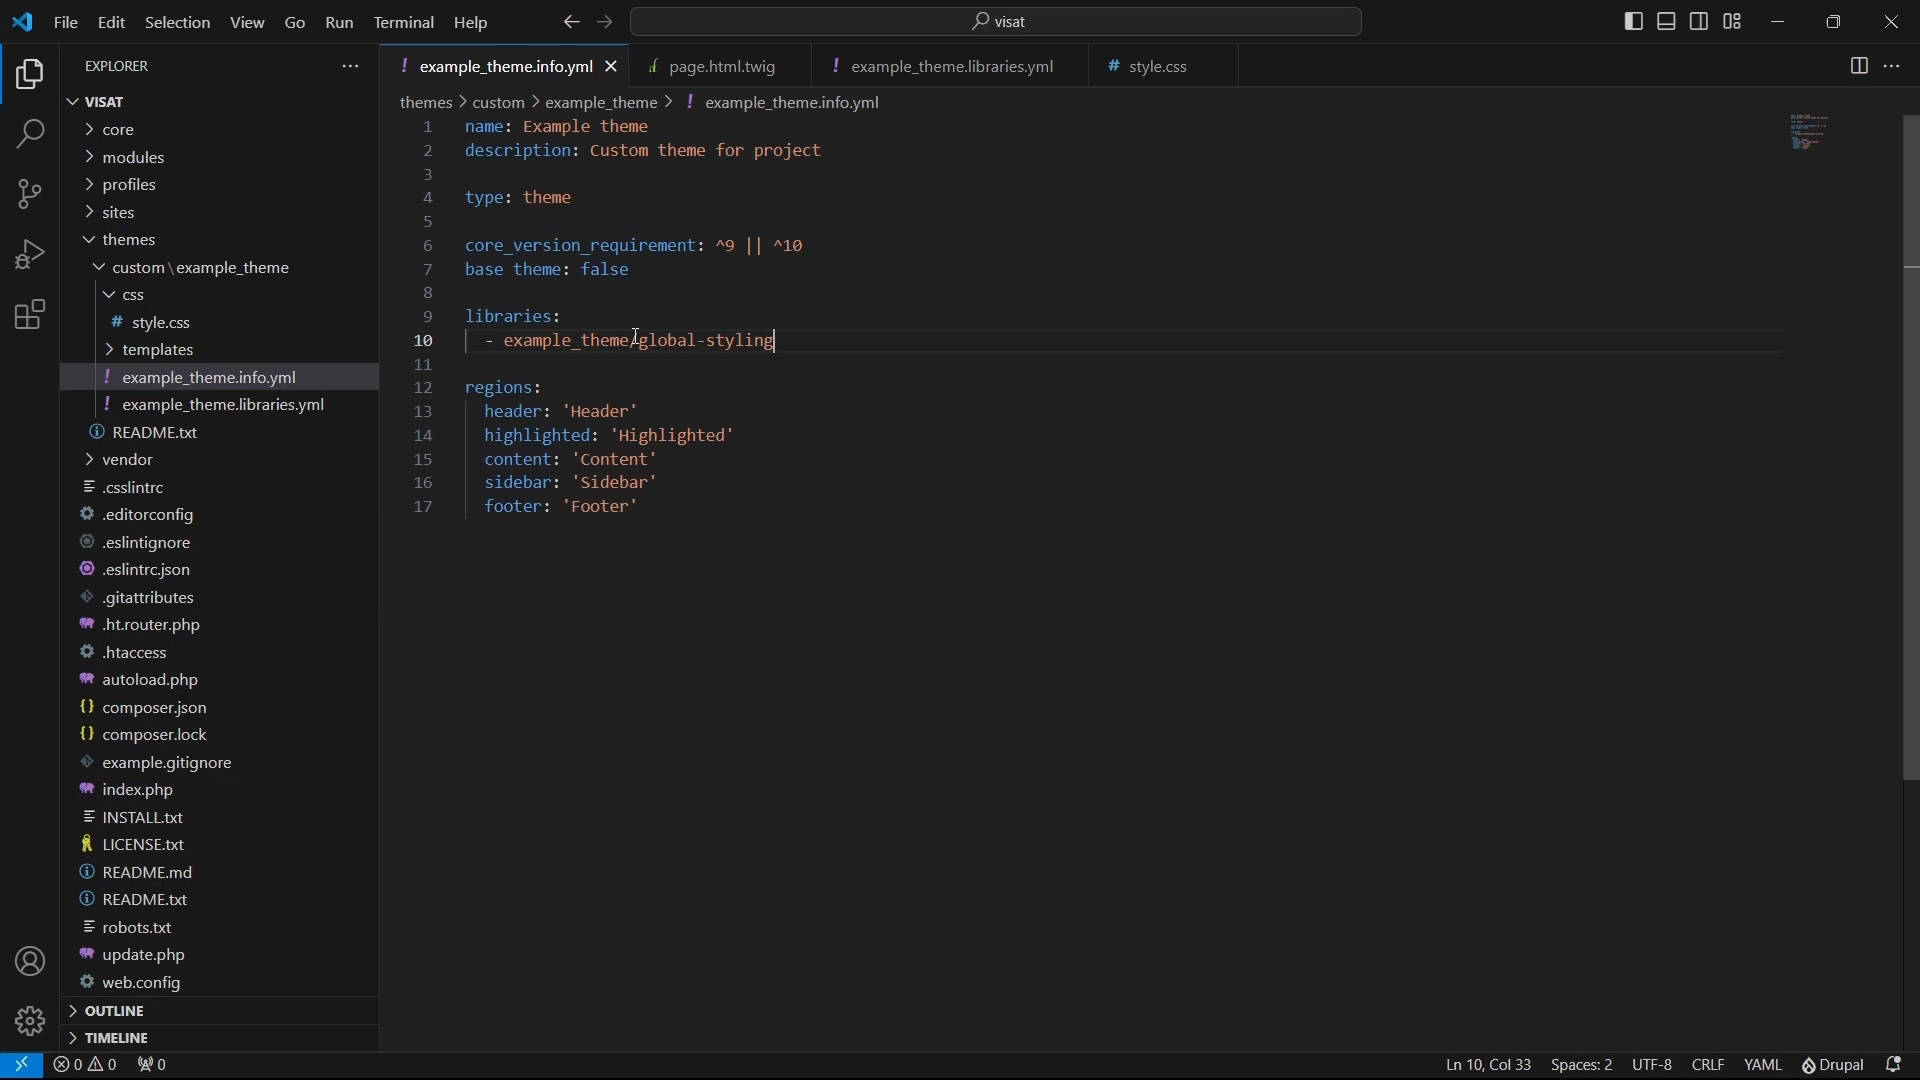 File Edit Selection View Go Run Terminal Help
visat
EXPLORER
VISAT
core
modules
profiles
sites
themes
custom\example_theme
css
# style.css
templates
! example_theme.info.yml
! example_theme.libraries.yml
README.txt
vendor
.csslintrc
.editorconfig
.eslintignore
.eslintrc.json
.gitattributes
.ht.router.php
.htaccess
autoload.php
{} composer.json
{} composer.lock
example.gitignore
index.php
INSTALL.txt
LICENSE.txt
README.md
README.txt
robots.txt
update.php
web.config
OUTLINE
TIMELINE
! example_theme.info.yml
page.html.twig
! example_theme.libraries.yml
# style.css
themes > custom > example_theme > ! example_theme.info.yml
1 name: Example theme
2 description: Custom theme for project
3
4 type: theme
5
6 core_version_requirement: ^9 || ^10
7 base theme: false
8
9 libraries:
10 - example_theme/global-styling
11
12 regions:
13 header: 'Header'
14 highlighted: 'Highlighted'
15 content: 'Content'
16 sidebar: 'Sidebar'
17 footer: 'Footer'
0 0 0
Ln 10, Col 33 Spaces: 2 UTF-8 CRLF YAML Drupal